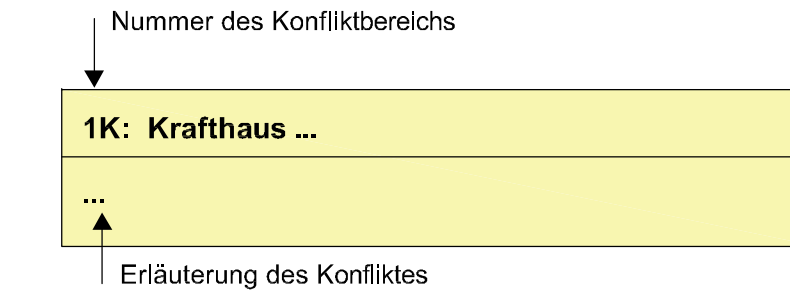 Nummer des Konfliktbereichs
1K: Krafthaus ...
...
Erläuterung des Konfliktes